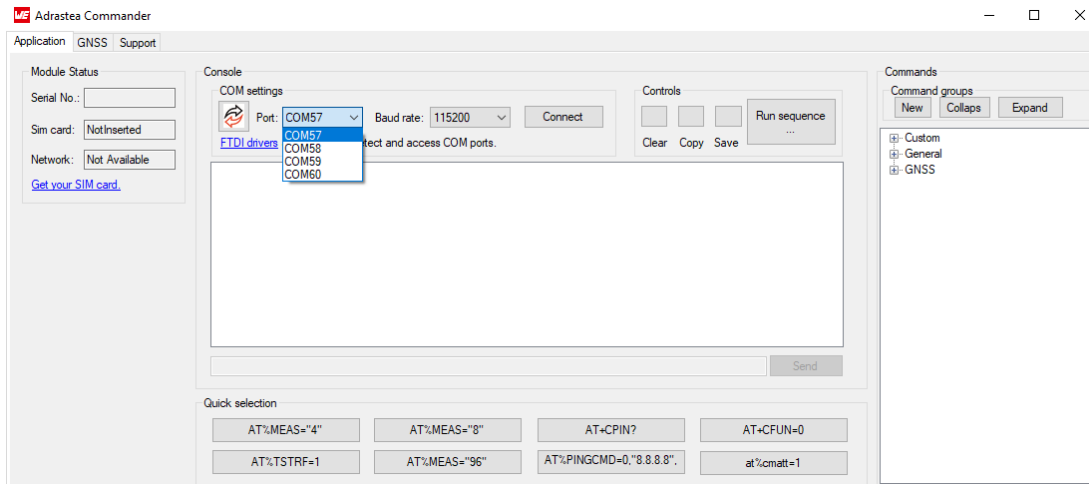 WE Adrastea Commander
Application GNSS Support
Module Status
Serial No.:
Sim card: NotInserted
Network: Not Available
Get your SIM card.
Console
COM settings
Port: COM57 Baud rate: 115200 Connect
COM57
COM58
COM59
COM60
FTDI drivers and access COM ports.
Controls
Clear Copy Save
Run sequence
...
Send
Quick selection
AT%MEAS="4" AT%MEAS="8" AT+CPIN? AT+CFUN=0
AT%TSTRF=1 AT%MEAS="96" AT%PINGCMD=0,"8.8.8.8", at%cmatt=1
Commands
Command groups
New Collaps Expand
Custom
General
GNSS